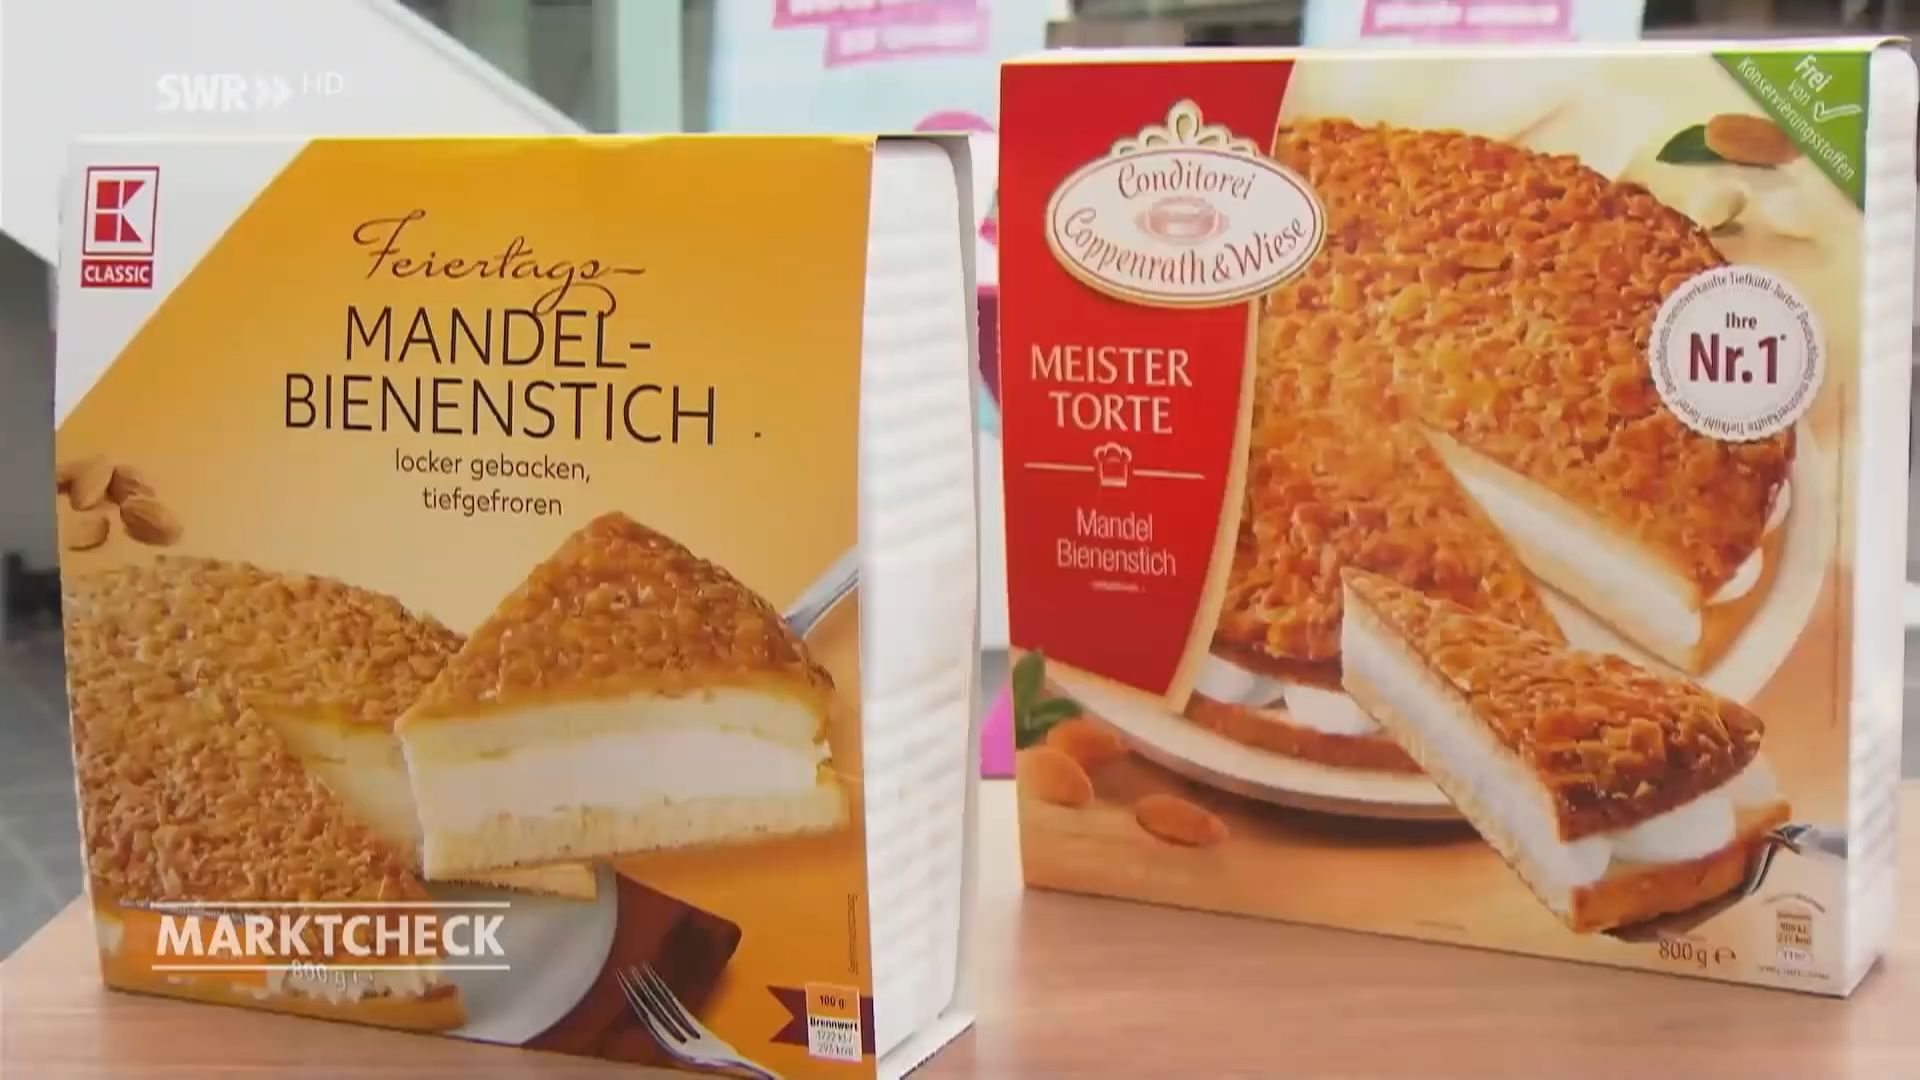 SWR» HD
K
CLASSIC
Feiertags-
MANDEL-
BIENENSTICH
locker gebacken,
tiefgefroren
MARKTCHECK
800 g e
100 g
Brennwert
Conditorei
Coppenrath & Wiese
MEISTER
TORTE
Mandel
Bienenstich
Frei
von
Konservierungsstoffen
Ihre
Nr.1*
800 g e